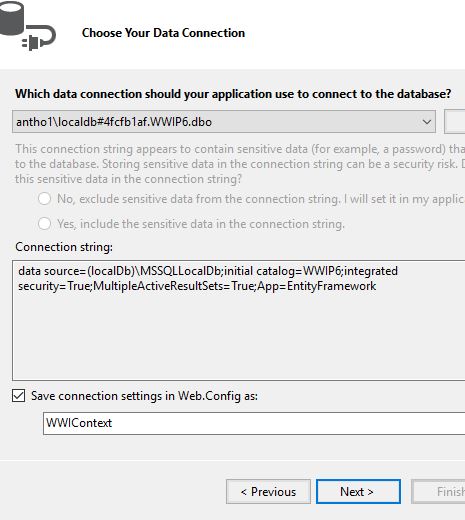 Choose Your Data Connection
Which data connection should your application use to connect to the database?
antho1\localdb#4fcfb1af.WWIP6.dbo
This connection string appears to contain sensitive data (for example, a password) tha
to the database. Storing sensitive data in the connection string can be a security risk. D
this sensitive data in the connection string?
No, exclude sensitive data from the connection string. I will set it in my applica
Yes, include the sensitive data in the connection string.
Connection string:
data source=(localDb)\MSSQLLocalDb;initial catalog=WWIP6;integrated
security=True;MultipleActiveResultSets=True;App=EntityFramework
Save connection settings in Web.Config as:
WWIContext
< Previous
Next >
Finish